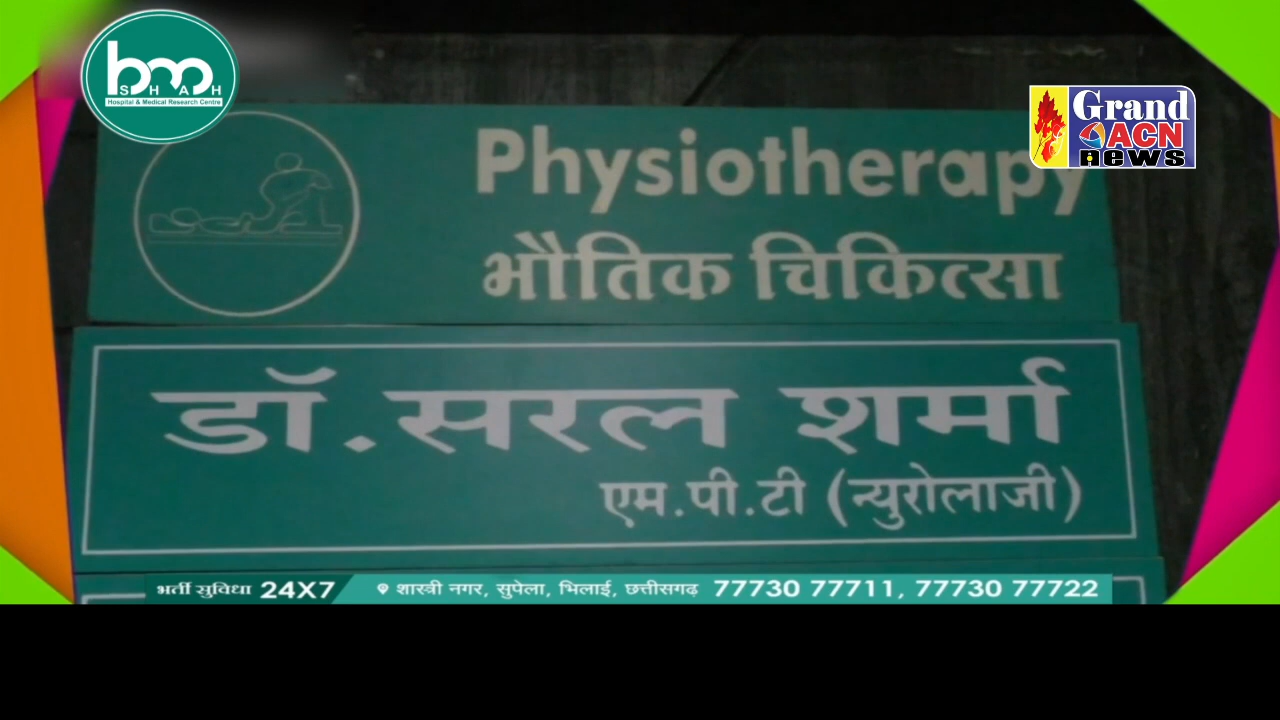 bm
SHAH
Hospital & Medical Research Centre
Grand
ACN
news
Physiotherapy
भौतिक चिकित्सा
डॉ. सरल शर्मा
एम.पी.टी (न्युरोलाजी)
भर्ती सुविधा 24X7
शास्त्री नगर, सुपेला, भिलाई, छत्तीसगढ़ 77730 77711, 77730 77722